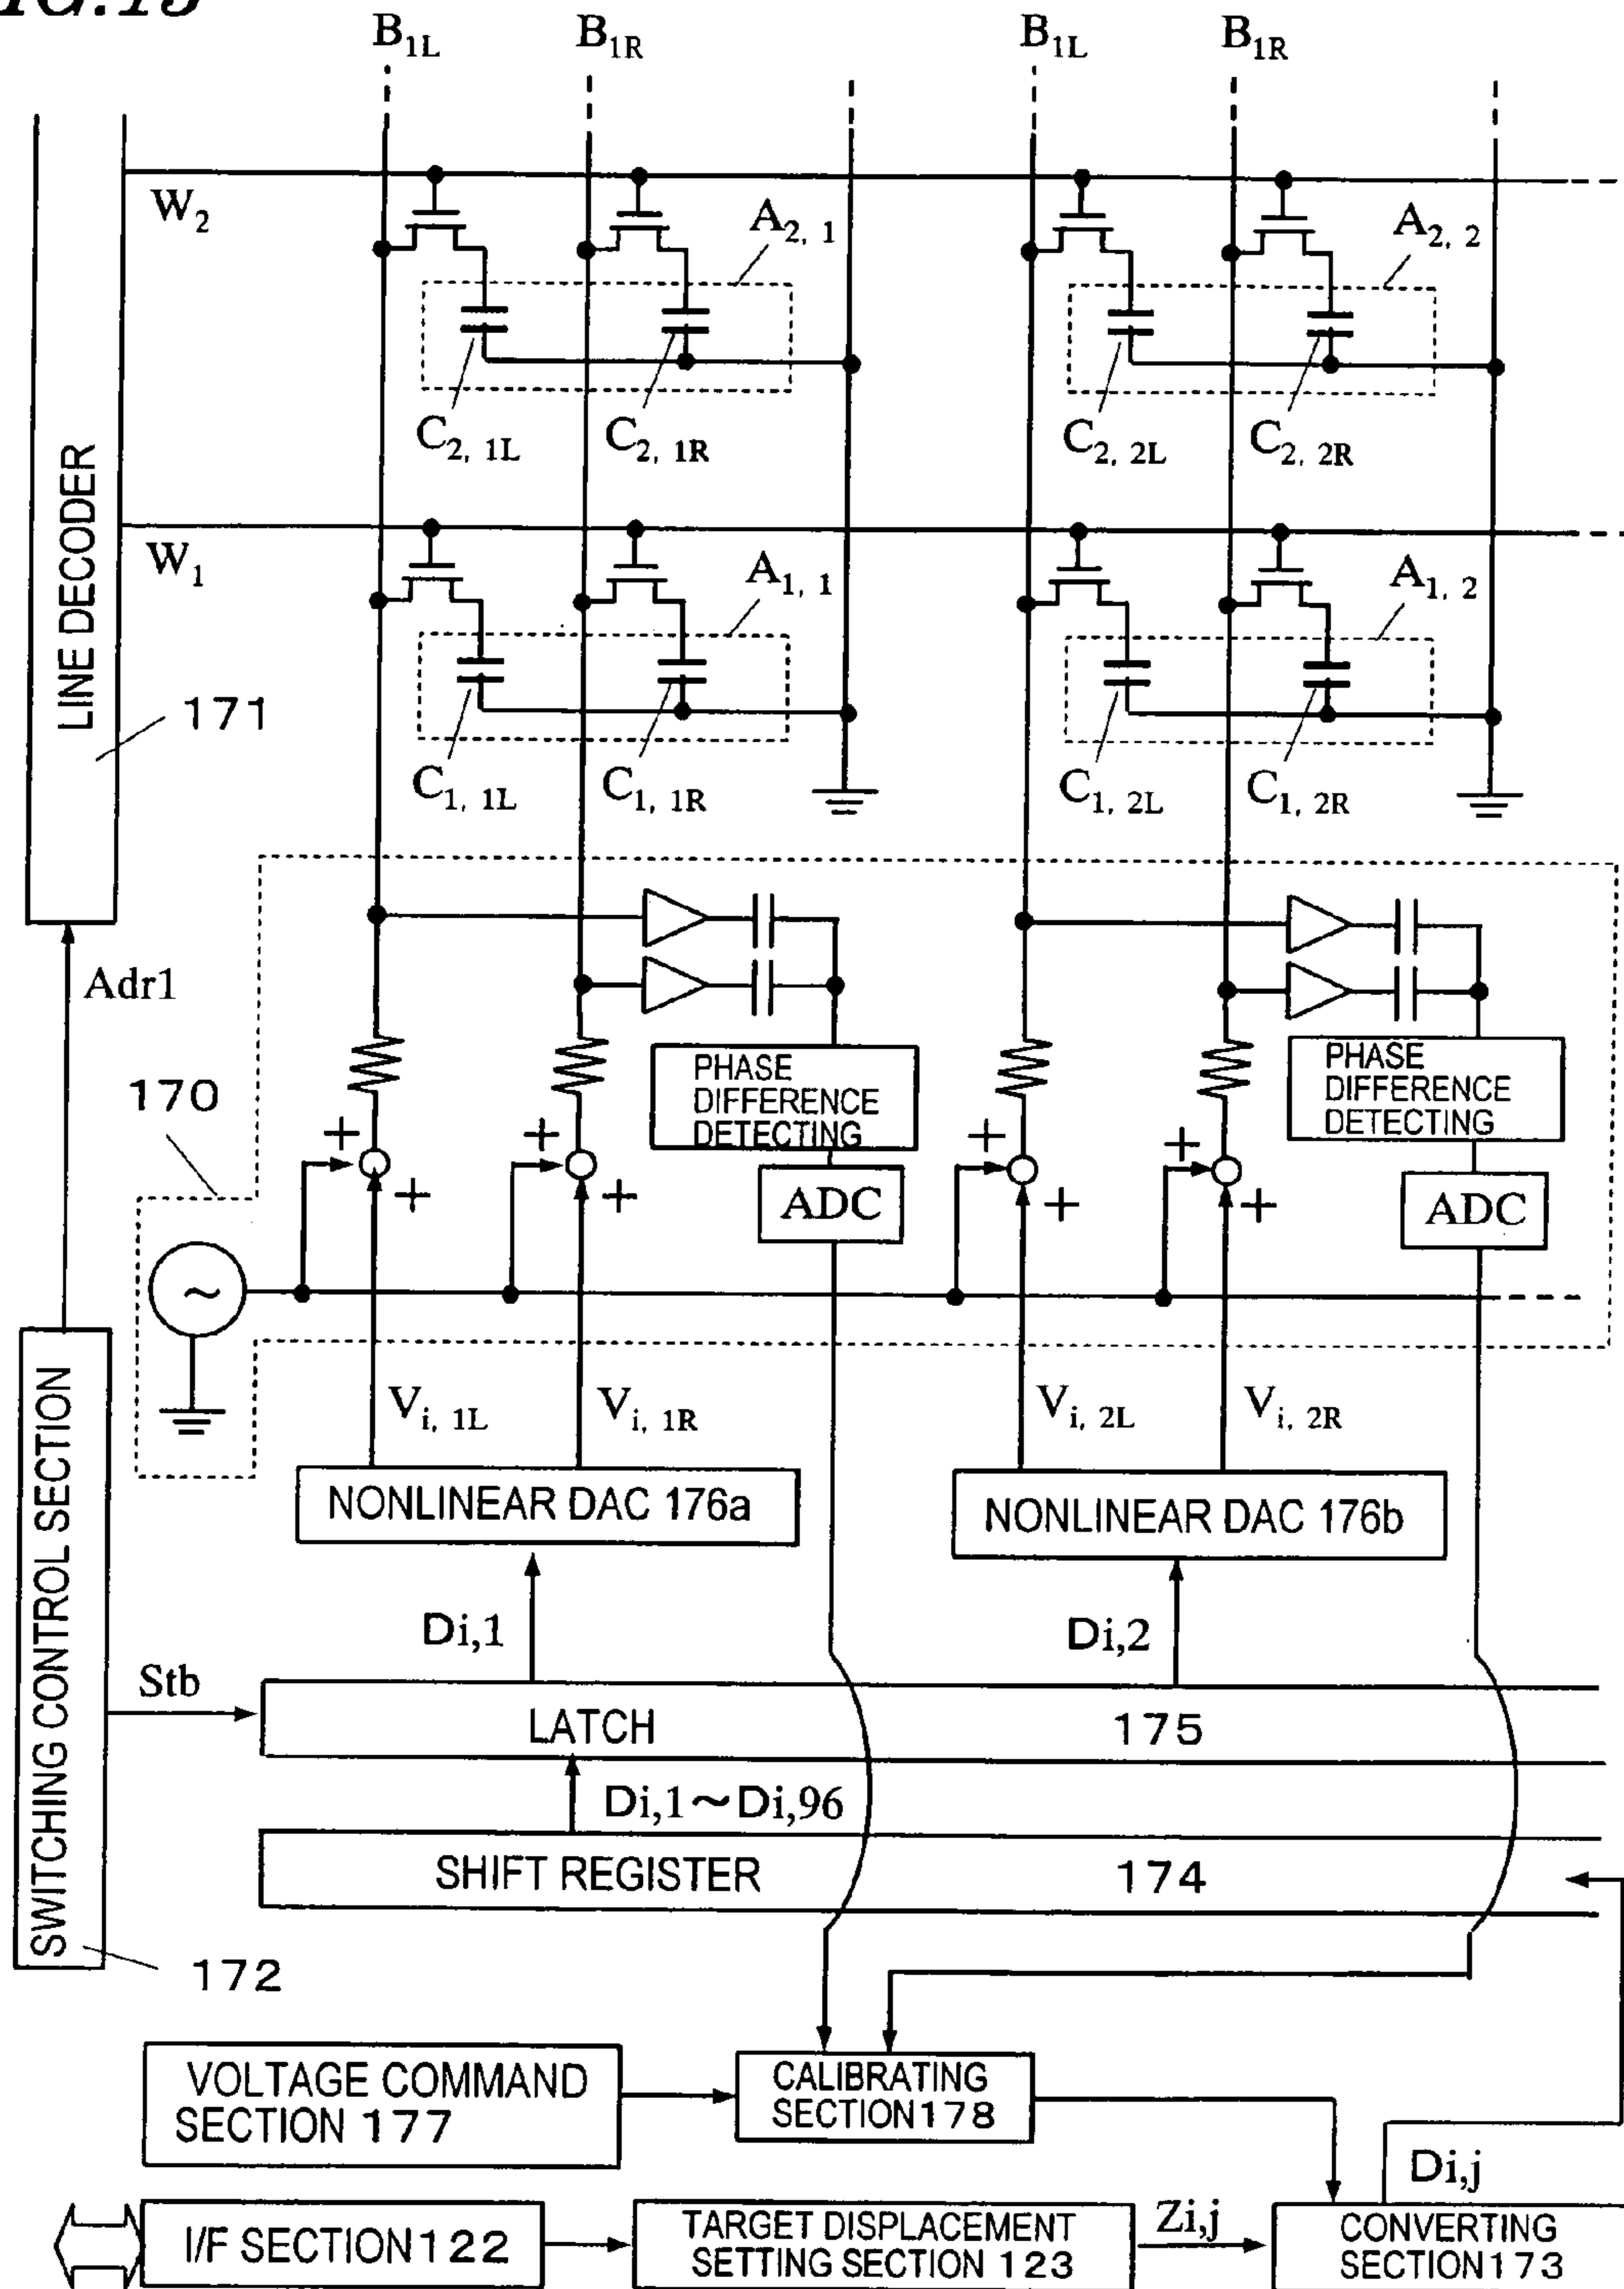 FIG.15
B1L B1R B1L B1R
W2
A2, 1
A2, 2
C2, 1L
C2, 1R
C2, 2L
C2, 2R
LINE DECODER
W1
A1, 1
A1, 2
171
C1, 1L
C1, 1R
C1, 2L
C1, 2R
Adr1
170
PHASE
DIFFERENCE
DETECTING
PHASE
DIFFERENCE
DETECTING
+ + + +
+ + + +
ADC
ADC
~
Vi, 1L
Vi, 1R
Vi, 2L
Vi, 2R
SWITCHING CONTROL SECTION
NONLINEAR DAC 176a
NONLINEAR DAC 176b
Di,1
Di,2
Stb
LATCH 175
Di,1~Di,96
SHIFT REGISTER 174
172
VOLTAGE COMMAND
SECTION 177
CALIBRATING
SECTION178
Di,j
I/F SECTION122
TARGET DISPLACEMENT
SETTING SECTION 123
Zi,j
CONVERTING
SECTION173